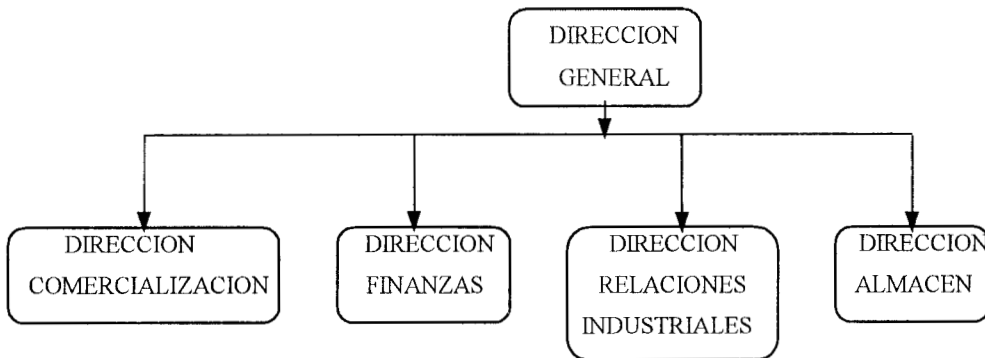 DIRECCION
GENERAL
DIRECCION
COMERCIALIZACION
DIRECCION
FINANZAS
DIRECCION
RELACIONES
INDUSTRIALES
DIRECCION
ALMACEN